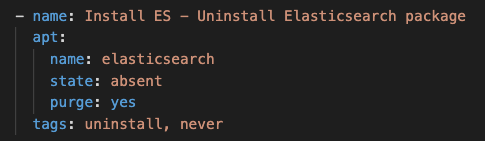 - name: Install ES - Uninstall Elasticsearch package
  apt:
    name: elasticsearch
    state: absent
    purge: yes
  tags: uninstall, never